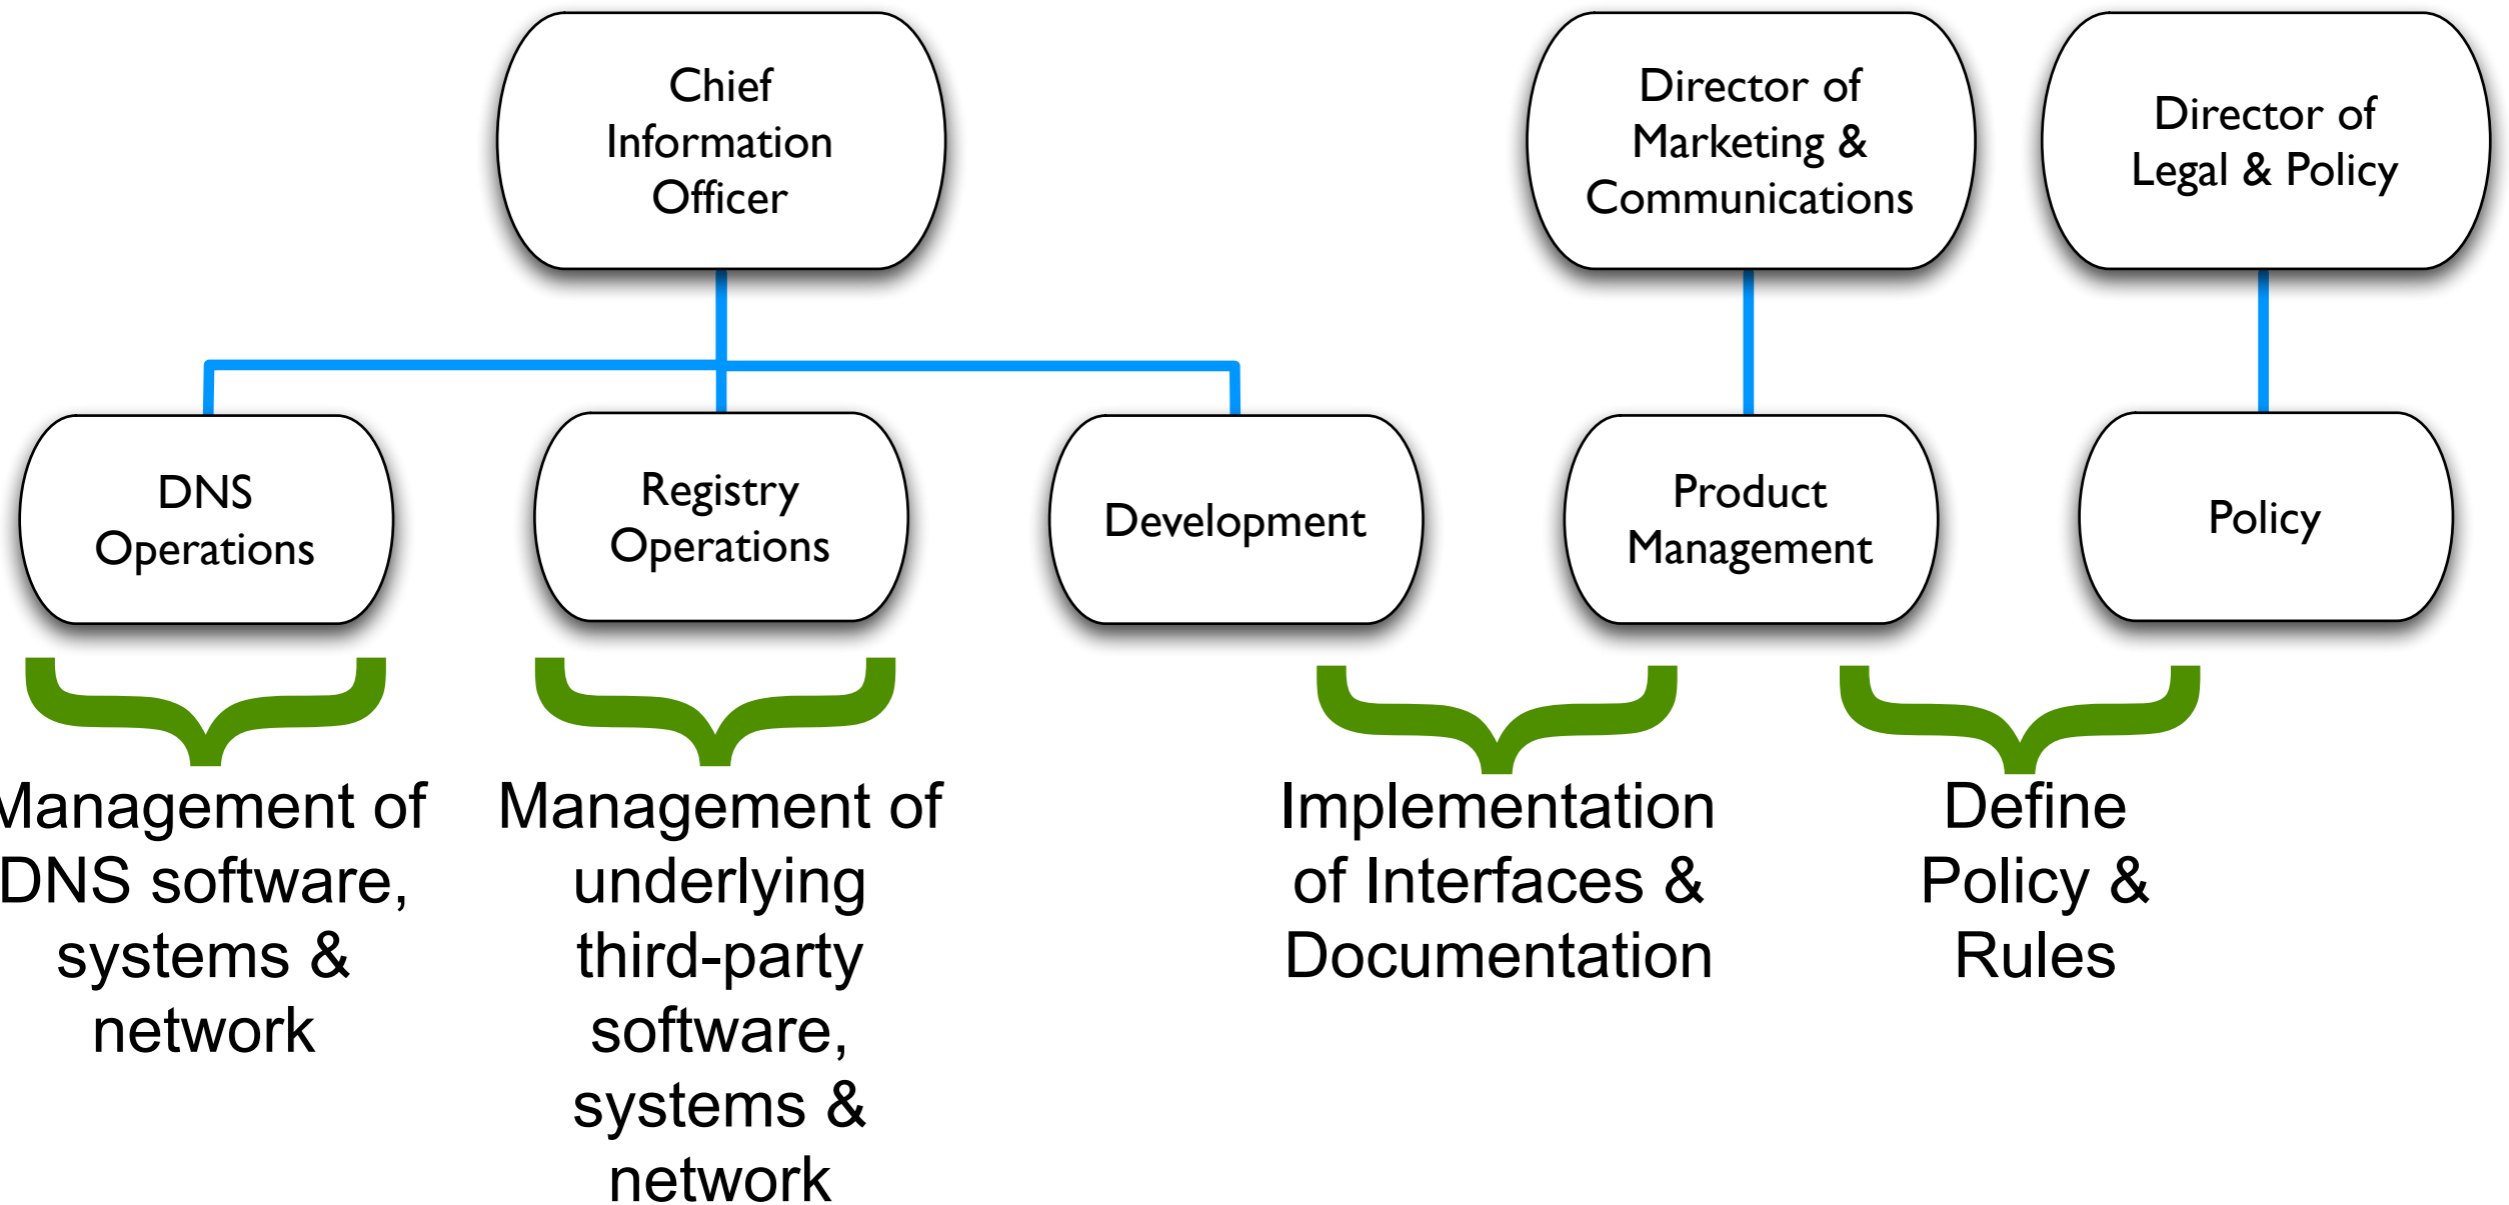 Chief
Information
Officer
Director of
Marketing &
Communications
Director of
Legal & Policy
DNS
Operations
Registry
Operations
Development
Product
Management
Policy
Management of
DNS software,
systems &
network
Management of
underlying
third-party
software,
systems &
network
Implementation
of Interfaces &
Documentation
Define
Policy &
Rules